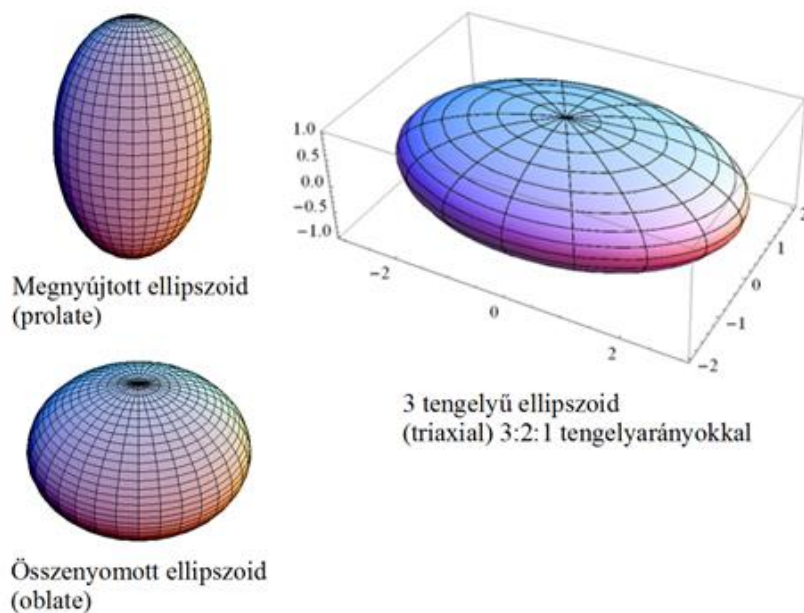 Megnyújtott ellipszoid
(prolate)
Összenyomott ellipszoid
(oblate)
1.0
0.5
0.0
−0.5
−1.0
−2
0
2
2
1
0
−1
−2
3 tengelyű ellipszoid
(triaxial) 3:2:1 tengelyarányokkal